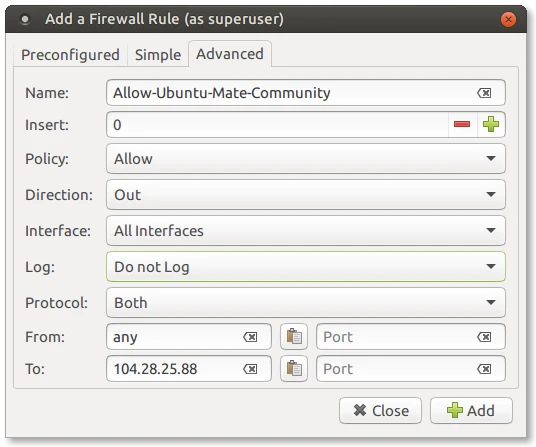 Add a Firewall Rule (as superuser)
Preconfigured Simple Advanced
Name: Allow-Ubuntu-Mate-Community
Insert: 0
Policy: Allow
Direction: Out
Interface: All Interfaces
Log: Do not Log
Protocol: Both
From: any Port
To: 104.28.25.88 Port
Close Add